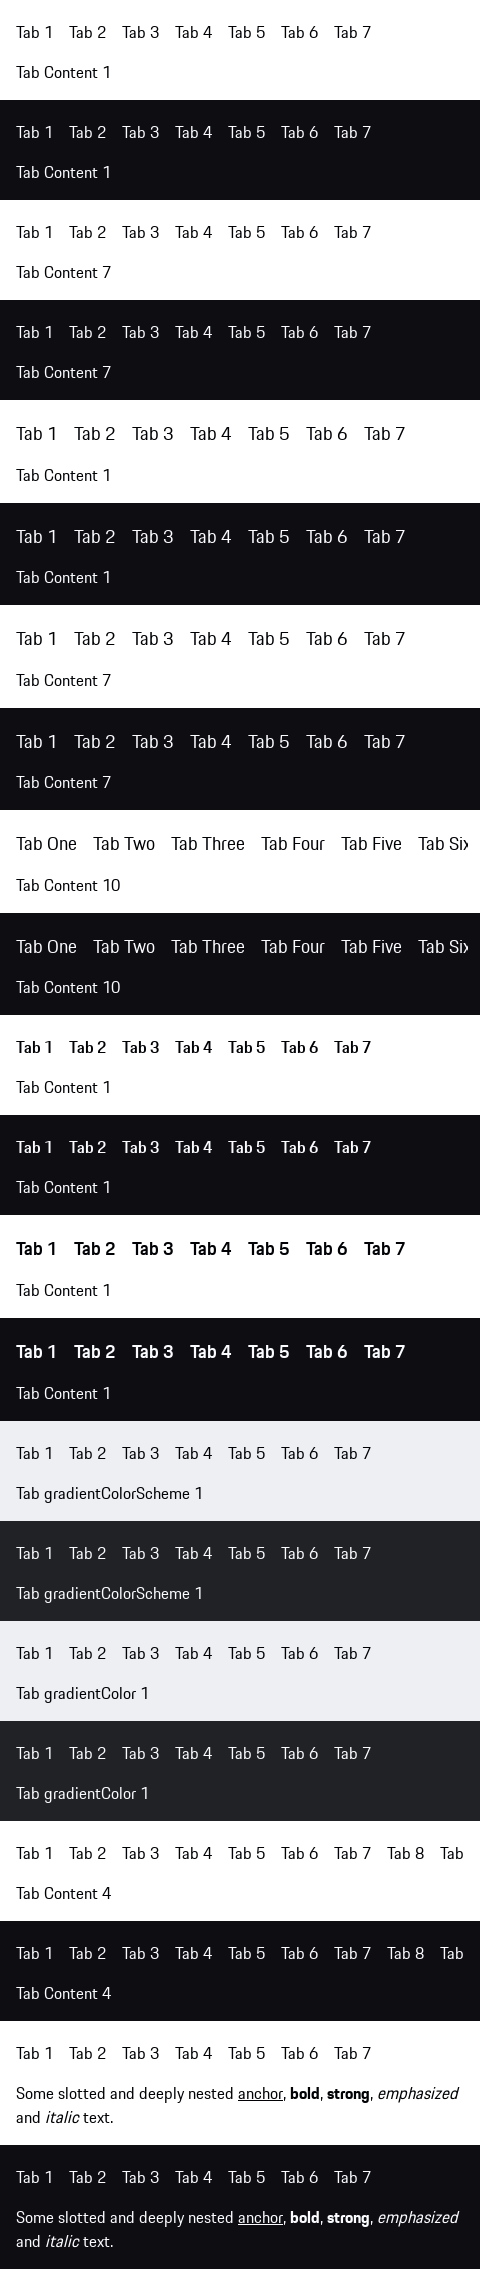 Tab 1 Tab 2 Tab 3 Tab 4 Tab 5 Tab 6 Tab 7
Tab Content 1
Tab 1 Tab 2 Tab 3 Tab 4 Tab 5 Tab 6 Tab 7
Tab Content 1
Tab 1 Tab 2 Tab 3 Tab 4 Tab 5 Tab 6 Tab 7
Tab Content 7
Tab 1 Tab 2 Tab 3 Tab 4 Tab 5 Tab 6 Tab 7
Tab Content 7
Tab 1 Tab 2 Tab 3 Tab 4 Tab 5 Tab 6 Tab 7
Tab Content 1
Tab 1 Tab 2 Tab 3 Tab 4 Tab 5 Tab 6 Tab 7
Tab Content 1
Tab 1 Tab 2 Tab 3 Tab 4 Tab 5 Tab 6 Tab 7
Tab Content 7
Tab 1 Tab 2 Tab 3 Tab 4 Tab 5 Tab 6 Tab 7
Tab Content 7
Tab One Tab Two Tab Three Tab Four Tab Five Tab Six
Tab Content 10
Tab One Tab Two Tab Three Tab Four Tab Five Tab Six
Tab Content 10
Tab 1 Tab 2 Tab 3 Tab 4 Tab 5 Tab 6 Tab 7
Tab Content 1
Tab 1 Tab 2 Tab 3 Tab 4 Tab 5 Tab 6 Tab 7
Tab Content 1
Tab 1 Tab 2 Tab 3 Tab 4 Tab 5 Tab 6 Tab 7
Tab Content 1
Tab 1 Tab 2 Tab 3 Tab 4 Tab 5 Tab 6 Tab 7
Tab Content 1
Tab 1 Tab 2 Tab 3 Tab 4 Tab 5 Tab 6 Tab 7
Tab gradientColorScheme 1
Tab 1 Tab 2 Tab 3 Tab 4 Tab 5 Tab 6 Tab 7
Tab gradientColorScheme 1
Tab 1 Tab 2 Tab 3 Tab 4 Tab 5 Tab 6 Tab 7
Tab gradientColor 1
Tab 1 Tab 2 Tab 3 Tab 4 Tab 5 Tab 6 Tab 7
Tab gradientColor 1
Tab 1 Tab 2 Tab 3 Tab 4 Tab 5 Tab 6 Tab 7 Tab 8 Tab
Tab Content 4
Tab 1 Tab 2 Tab 3 Tab 4 Tab 5 Tab 6 Tab 7 Tab 8 Tab
Tab Content 4
Tab 1 Tab 2 Tab 3 Tab 4 Tab 5 Tab 6 Tab 7
Some slotted and deeply nested anchor, bold, strong, emphasized
and italic text.
Tab 1 Tab 2 Tab 3 Tab 4 Tab 5 Tab 6 Tab 7
Some slotted and deeply nested anchor, bold, strong, emphasized
and italic text.